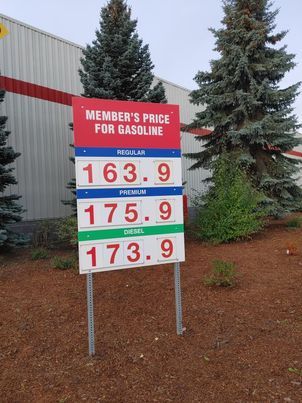 MEMBER'S PRICE
FOR GASOLINE
REGULAR
163.9
PREMIUM
175.9
DIESEL
173.9